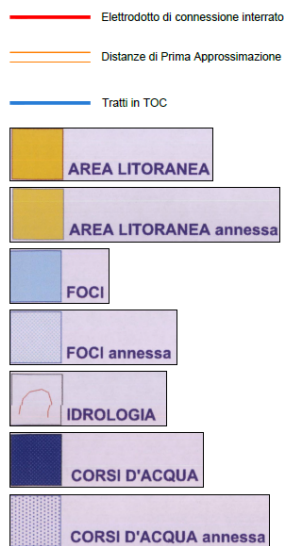 Elettrodotto di connessione interrato
Distanze di Prima Approssimazione
Tratti in TOC
AREA LITORANEA
AREA LITORANEA annessa
FOCI
FOCI annessa
IDROLOGIA
CORSI D'ACQUA
CORSI D'ACQUA annessa